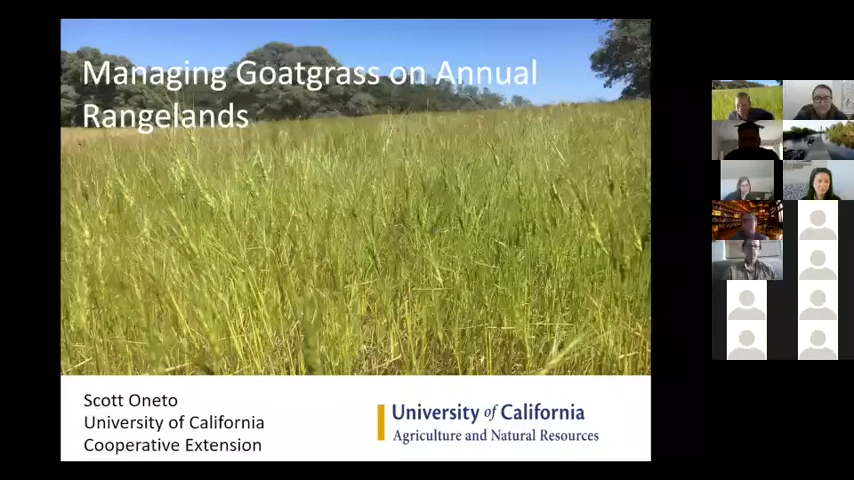 Managing Goatgrass on Annual
Rangelands
Scott Oneto
University of California
Cooperative Extension
University of California
Agriculture and Natural Resources